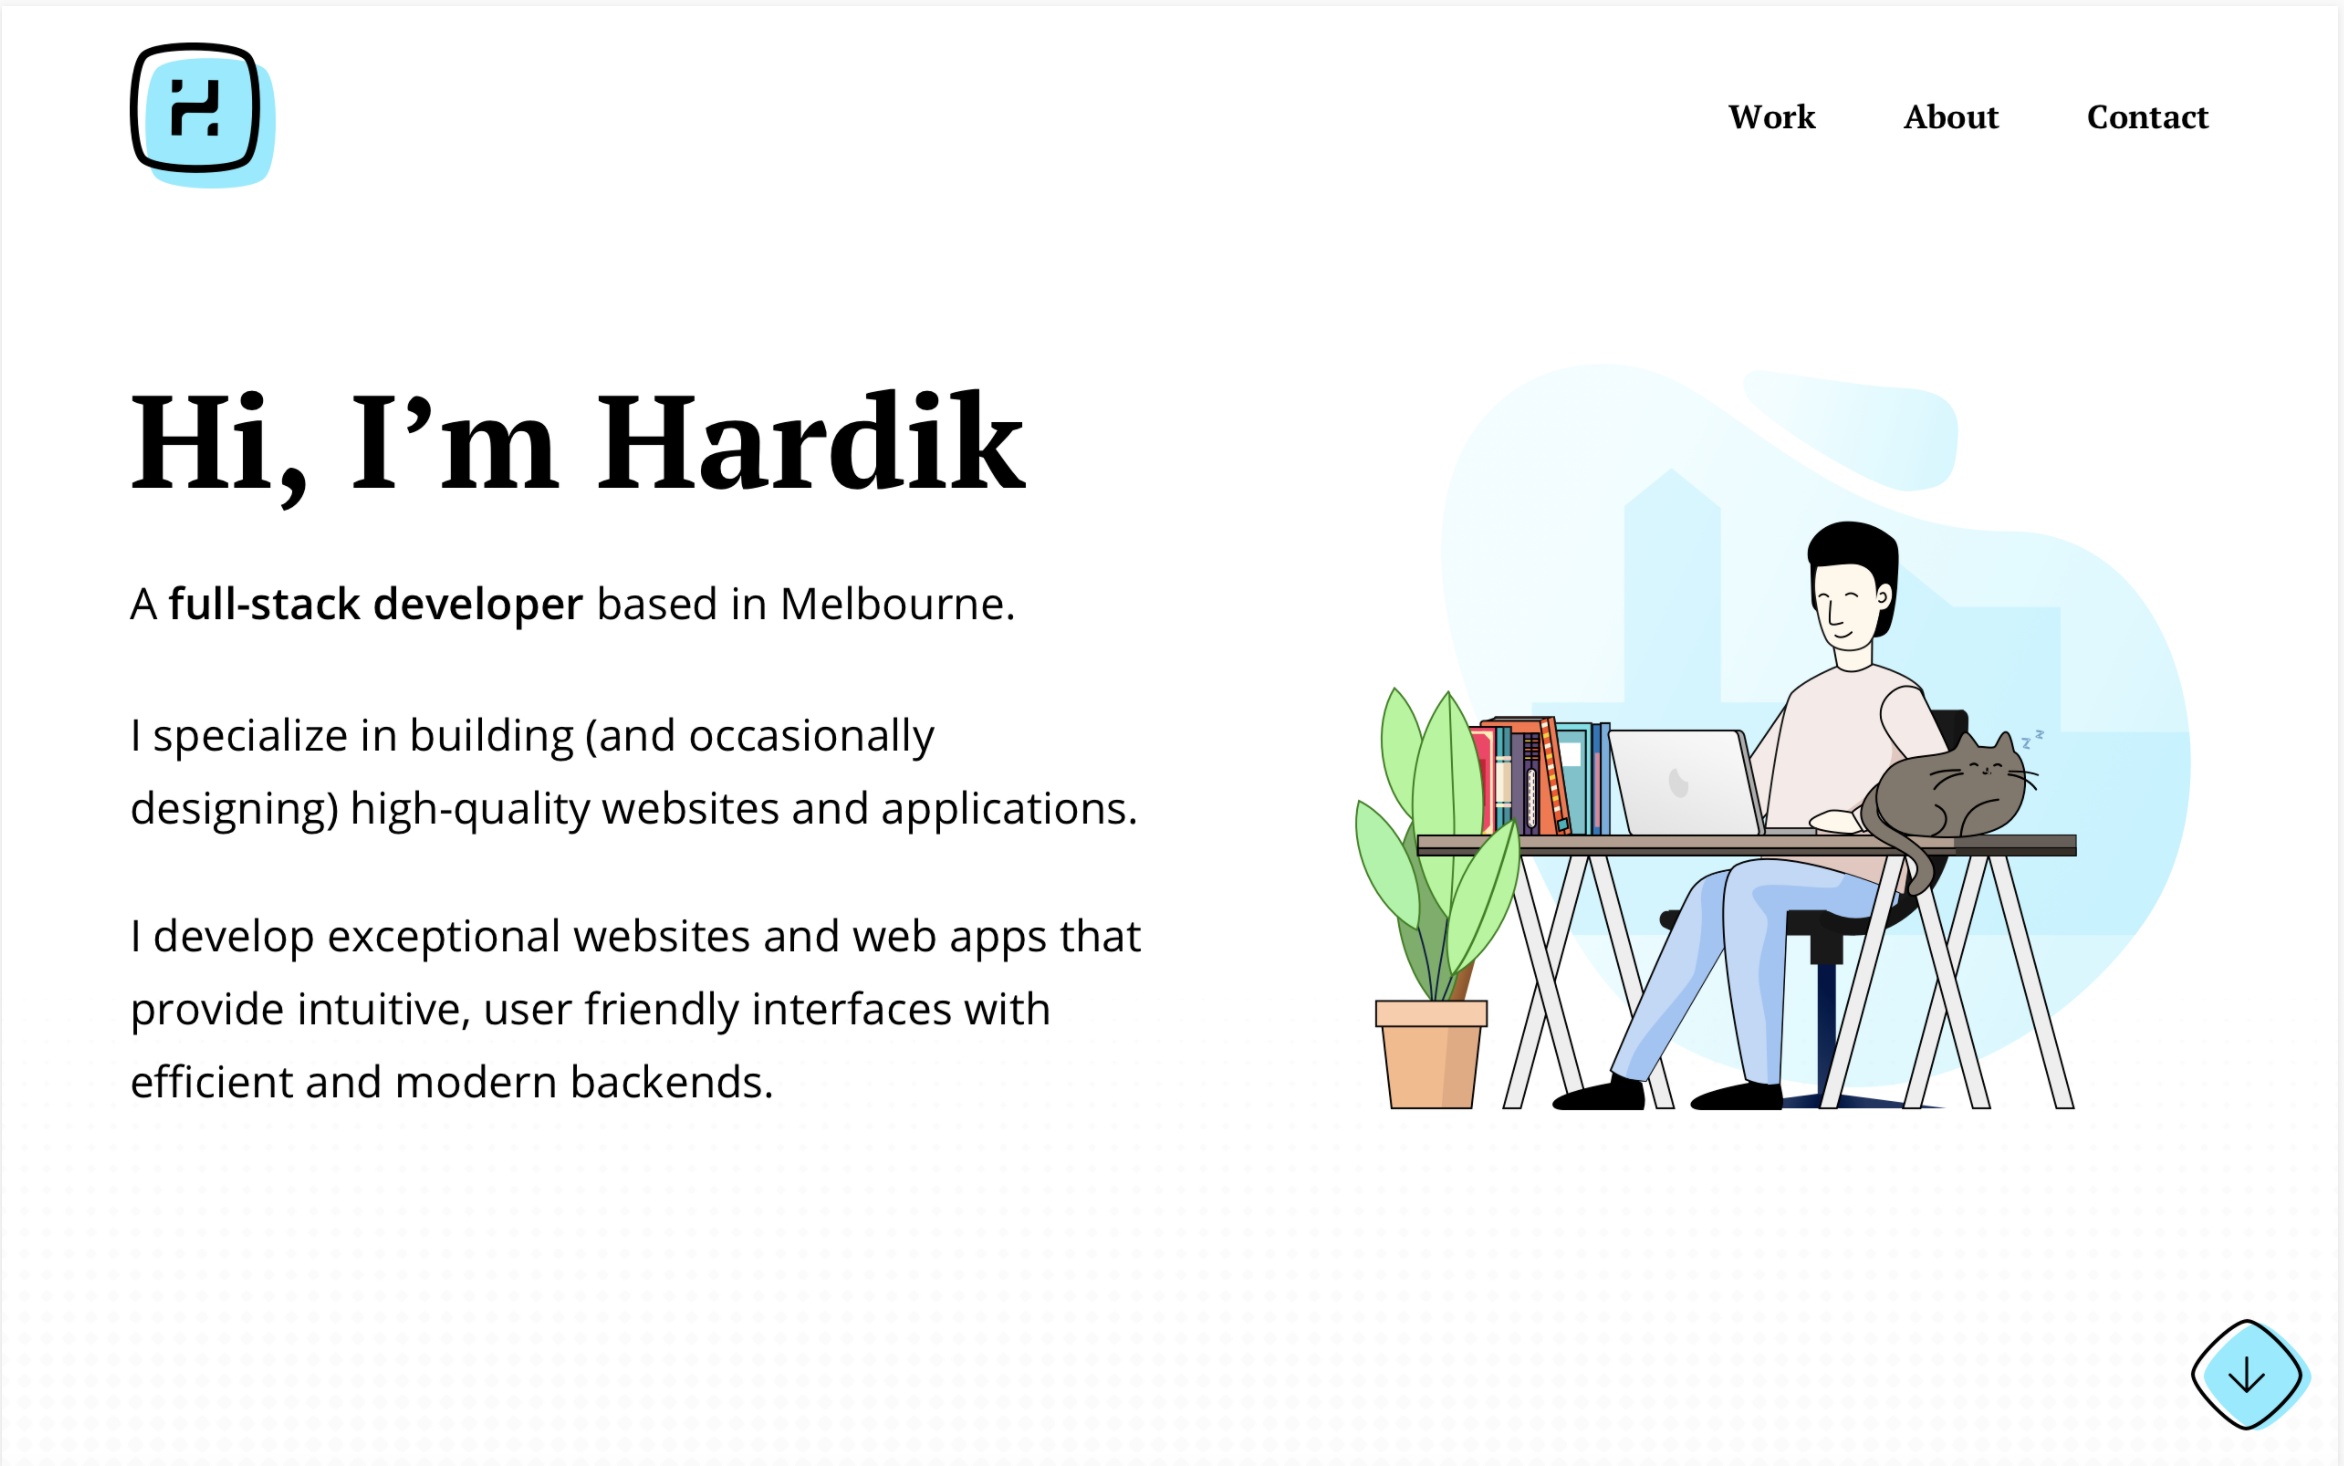 Work
About
Contact
Hi, I’m Hardik
A full-stack developer based in Melbourne.
I specialize in building (and occasionally
designing) high-quality websites and applications.
I develop exceptional websites and web apps that
provide intuitive, user friendly interfaces with
efficient and modern backends.
z z